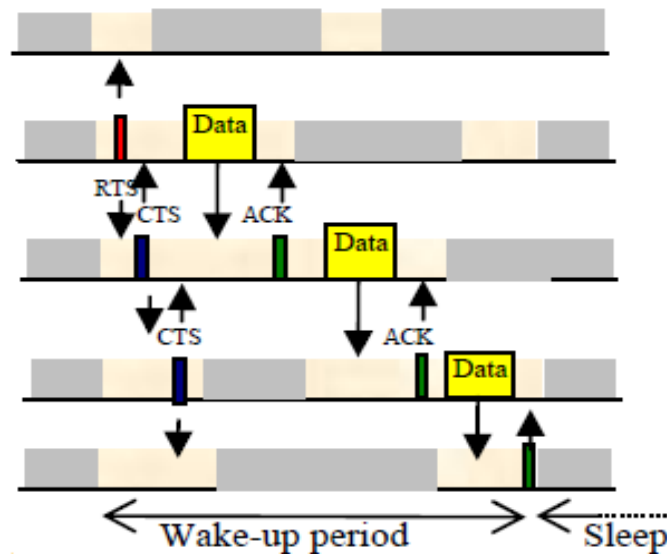 Data
RTS
CTS
ACK
Data
CTS
ACK
Data
Wake-up period
Sleep